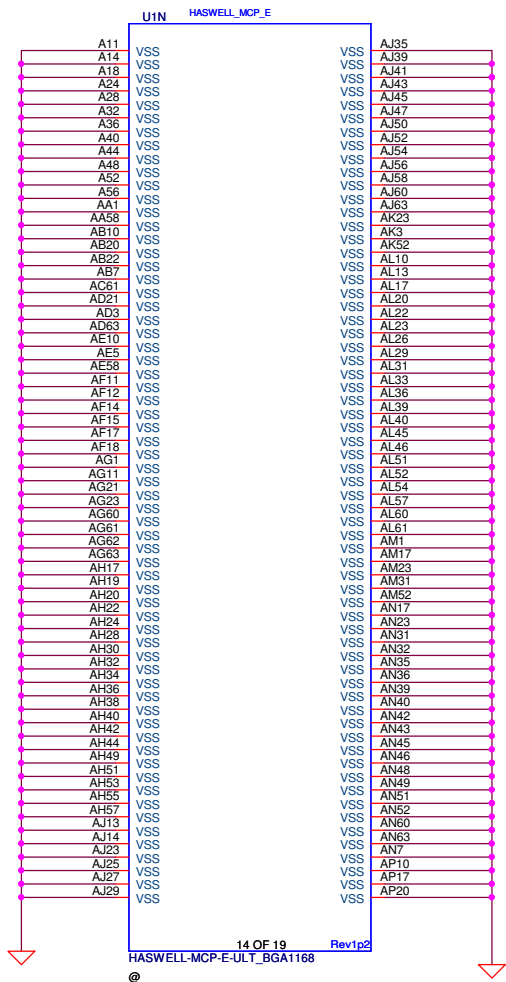 U1N HASWELL_MCP_E
A11 VSS VSS AJ35
A14 VSS VSS AJ39
A18 VSS VSS AJ41
A24 VSS VSS AJ43
A28 VSS VSS AJ45
A32 VSS VSS AJ47
A36 VSS VSS AJ50
A40 VSS VSS AJ52
A44 VSS VSS AJ54
A48 VSS VSS AJ56
A52 VSS VSS AJ58
A56 VSS VSS AJ60
AA1 VSS VSS AJ63
AA58 VSS VSS AK23
AB10 VSS VSS AK3
AB20 VSS VSS AK52
AB22 VSS VSS AL10
AB7 VSS VSS AL13
AC61 VSS VSS AL17
AD21 VSS VSS AL20
AD3 VSS VSS AL22
AD63 VSS VSS AL23
AE10 VSS VSS AL26
AE5 VSS VSS AL29
AE58 VSS VSS AL31
AF11 VSS VSS AL33
AF12 VSS VSS AL36
AF14 VSS VSS AL39
AF15 VSS VSS AL40
AF17 VSS VSS AL45
AF18 VSS VSS AL46
AG1 VSS VSS AL51
AG11 VSS VSS AL52
AG21 VSS VSS AL54
AG23 VSS VSS AL57
AG60 VSS VSS AL60
AG61 VSS VSS AL61
AG62 VSS VSS AM1
AG63 VSS VSS AM17
AH17 VSS VSS AM23
AH19 VSS VSS AM31
AH20 VSS VSS AM52
AH22 VSS VSS AN17
AH24 VSS VSS AN23
AH28 VSS VSS AN31
AH30 VSS VSS AN32
AH32 VSS VSS AN35
AH34 VSS VSS AN36
AH36 VSS VSS AN39
AH38 VSS VSS AN40
AH40 VSS VSS AN42
AH42 VSS VSS AN43
AH44 VSS VSS AN45
AH49 VSS VSS AN46
AH51 VSS VSS AN48
AH53 VSS VSS AN49
AH55 VSS VSS AN51
AH57 VSS VSS AN52
AJ13 VSS VSS AN60
AJ14 VSS VSS AN63
AJ23 VSS VSS AN7
AJ25 VSS VSS AP10
AJ27 VSS VSS AP17
AJ29 VSS VSS AP20
14 OF 19 Rev1p2
HASWELL-MCP-E-ULT_BGA1168
@